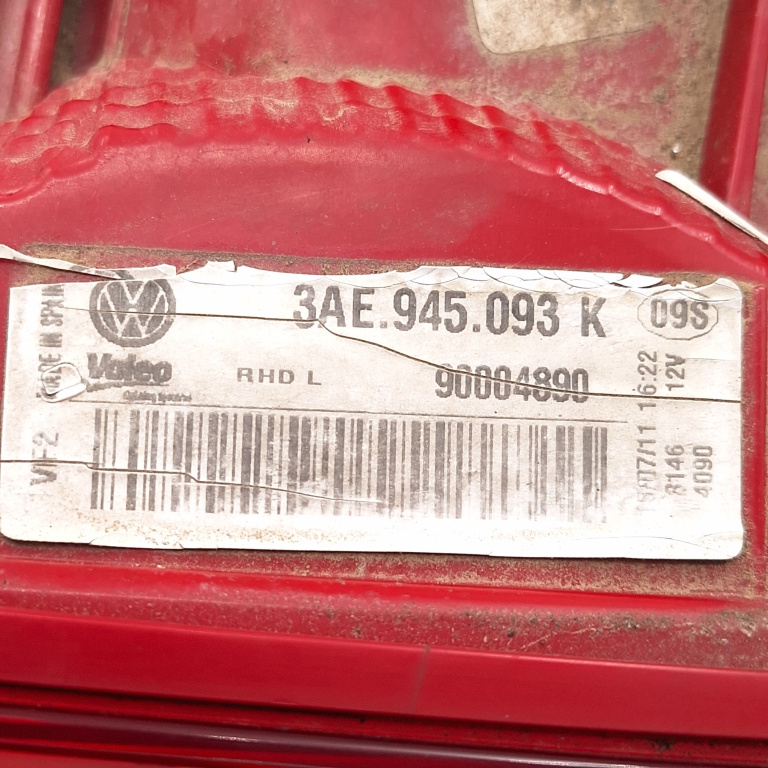 3AE.945.093 K
09S
MADE IN SPAIN
Valeo
RHD L
90004890
VIF2
15/07/11 16:22
8146 12V
4090